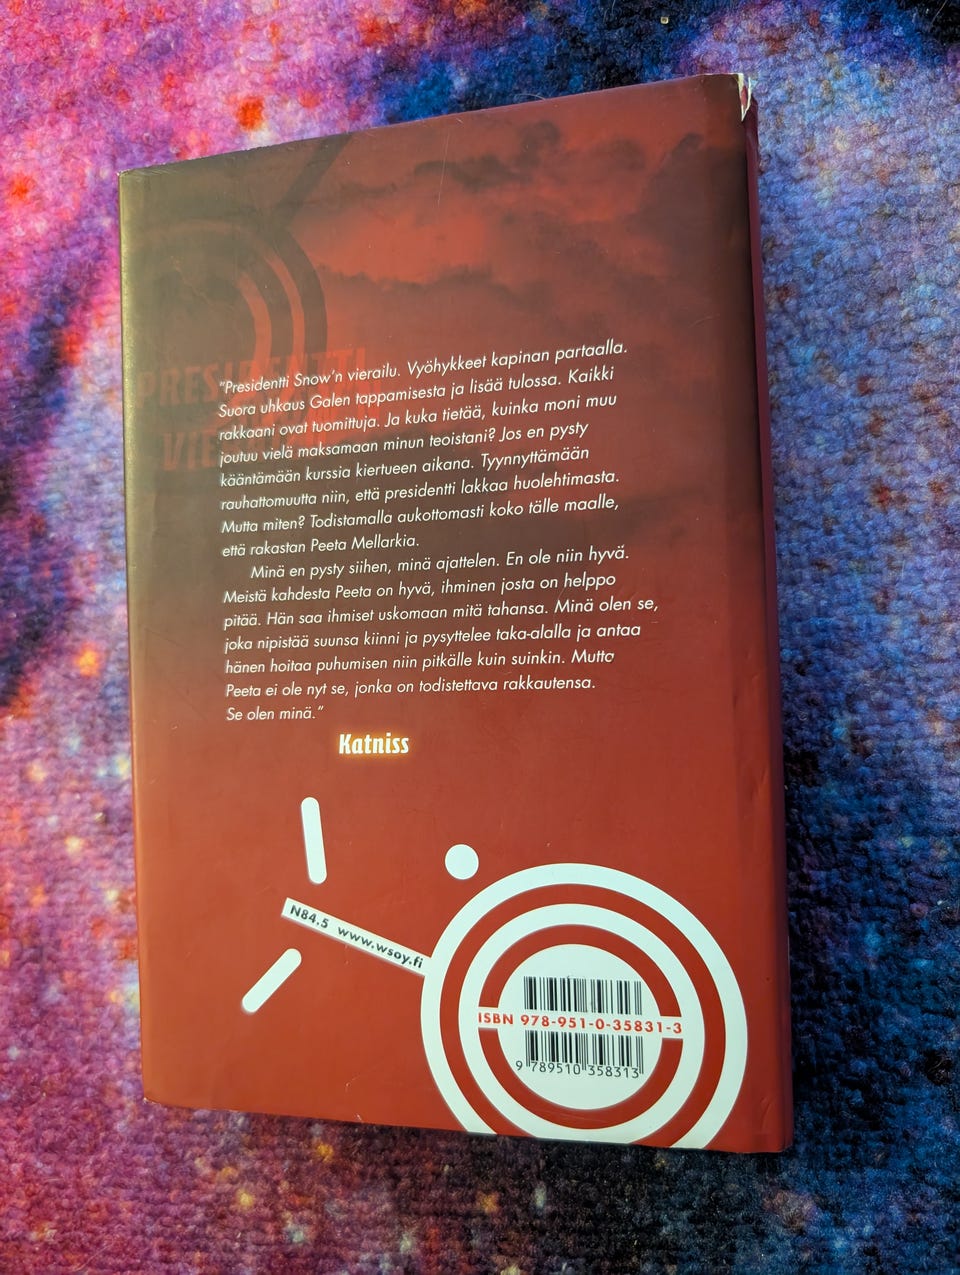 PRESIDENTTI
VIE
"Presidentti Snow'n vierailu. Vyöhykkeet kapinan partaalla.
Suora uhkaus Galen tappamisesta ja lisää tulossa. Kaikki
rakkaani ovat tuomittuja. Ja kuka tietää, kuinka moni muu
joutuu vielä maksamaan minun teoistani? Jos en pysty
kääntämään kurssia kiertueen aikana. Tyynnyttämään
rauhattomuutta niin, että presidentti lakkaa huolehtimasta.
Mutta miten? Todistamalla aukottomasti koko tälle maalle,
että rakastan Peeta Mellarkia.
Minä en pysty siihen, minä ajattelen. En ole niin hyvä.
Meistä kahdesta Peeta on hyvä, ihminen josta on helppo
pitää. Hän saa ihmiset uskomaan mitä tahansa. Minä olen se,
joka nipistää suunsa kiinni ja pysyttelee taka-alalla ja antaa
hänen hoitaa puhumisen niin pitkälle kuin suinkin. Mutta
Peeta ei ole nyt se, jonka on todistettava rakkautensa.
Se olen minä."
Katniss
N84.5 www.wsoy.fi
ISBN 978-951-0-35831-3
9 789510 358313